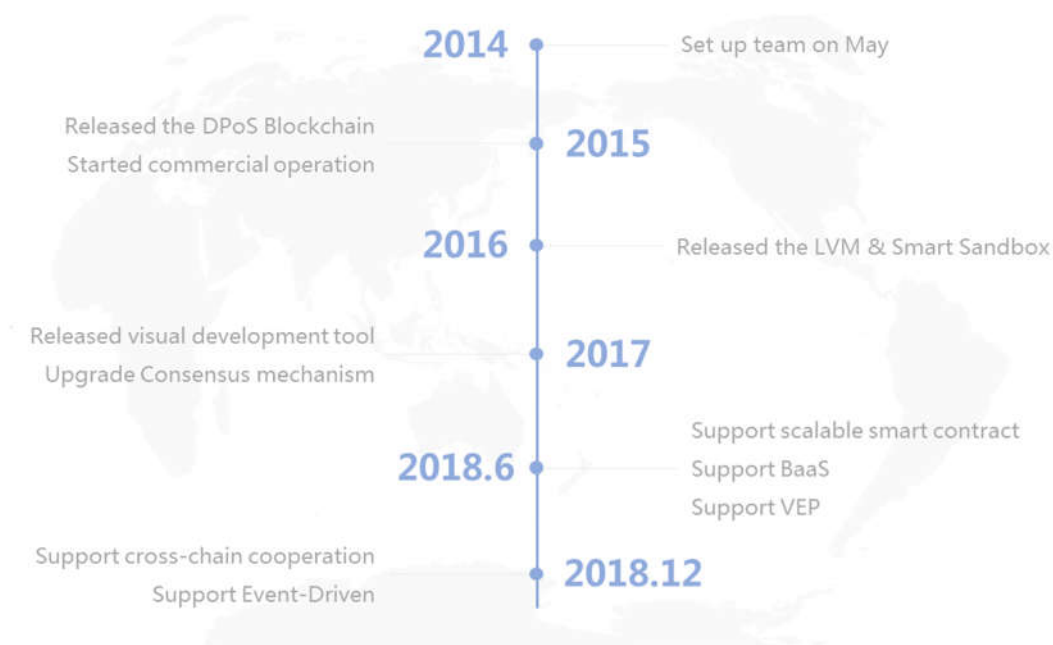 2014
Set up team on May
Released the DPoS Blockchain
Started commercial operation
2015
2016
Released the LVM & Smart Sandbox
Released visual development tool
Upgrade Consensus mechanism
2017
2018.6
Support scalable smart contract
Support BaaS
Support VEP
Support cross-chain cooperation
Support Event-Driven
2018.12